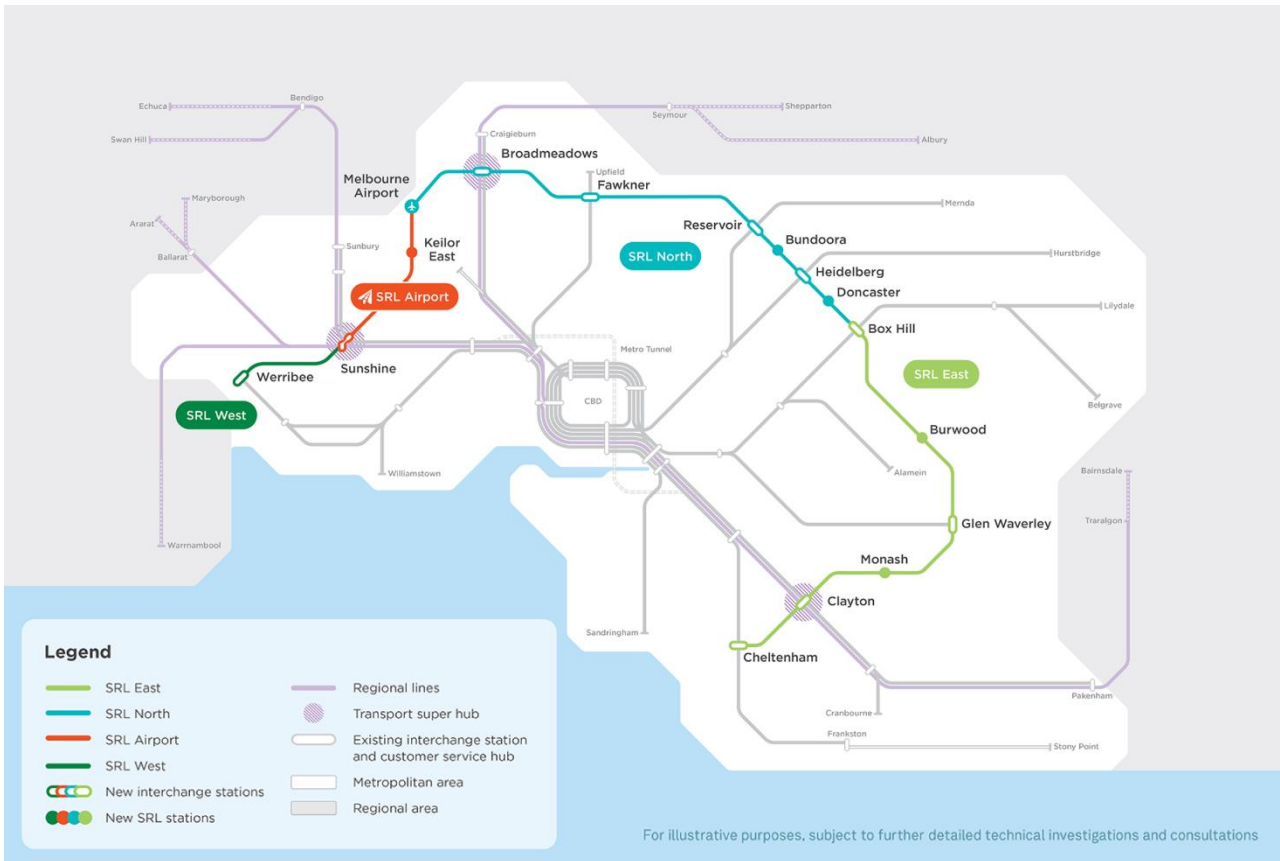 Echuca
Bendigo
Swan Hill
Seymour
Shepparton
Albury
Craigieburn
Broadmeadows
Melbourne
Airport
Upfield
Fawkner
Maryborough
Ararat
Ballarat
Sunbury
Keilor
East
SRL North
Reservoir
Mernda
Bundoora
Heidelberg
Hurstbridge
Doncaster
SRL Airport
Box Hill
Lilydale
Metro Tunnel
Sunshine
Werribee
SRL West
CBD
SRL East
Belgrave
Burwood
Williamstown
Alamein
Bairnsdale
Traralgon
Glen Waverley
Warrnambool
Monash
Clayton
Sandringham
Cheltenham
Pakenham
Cranbourne
Frankston
Stony Point
Legend
SRL East
SRL North
SRL Airport
SRL West
New interchange stations
New SRL stations
Regional lines
Transport super hub
Existing interchange station
and customer service hub
Metropolitan area
Regional area
For illustrative purposes, subject to further detailed technical investigations and consultations